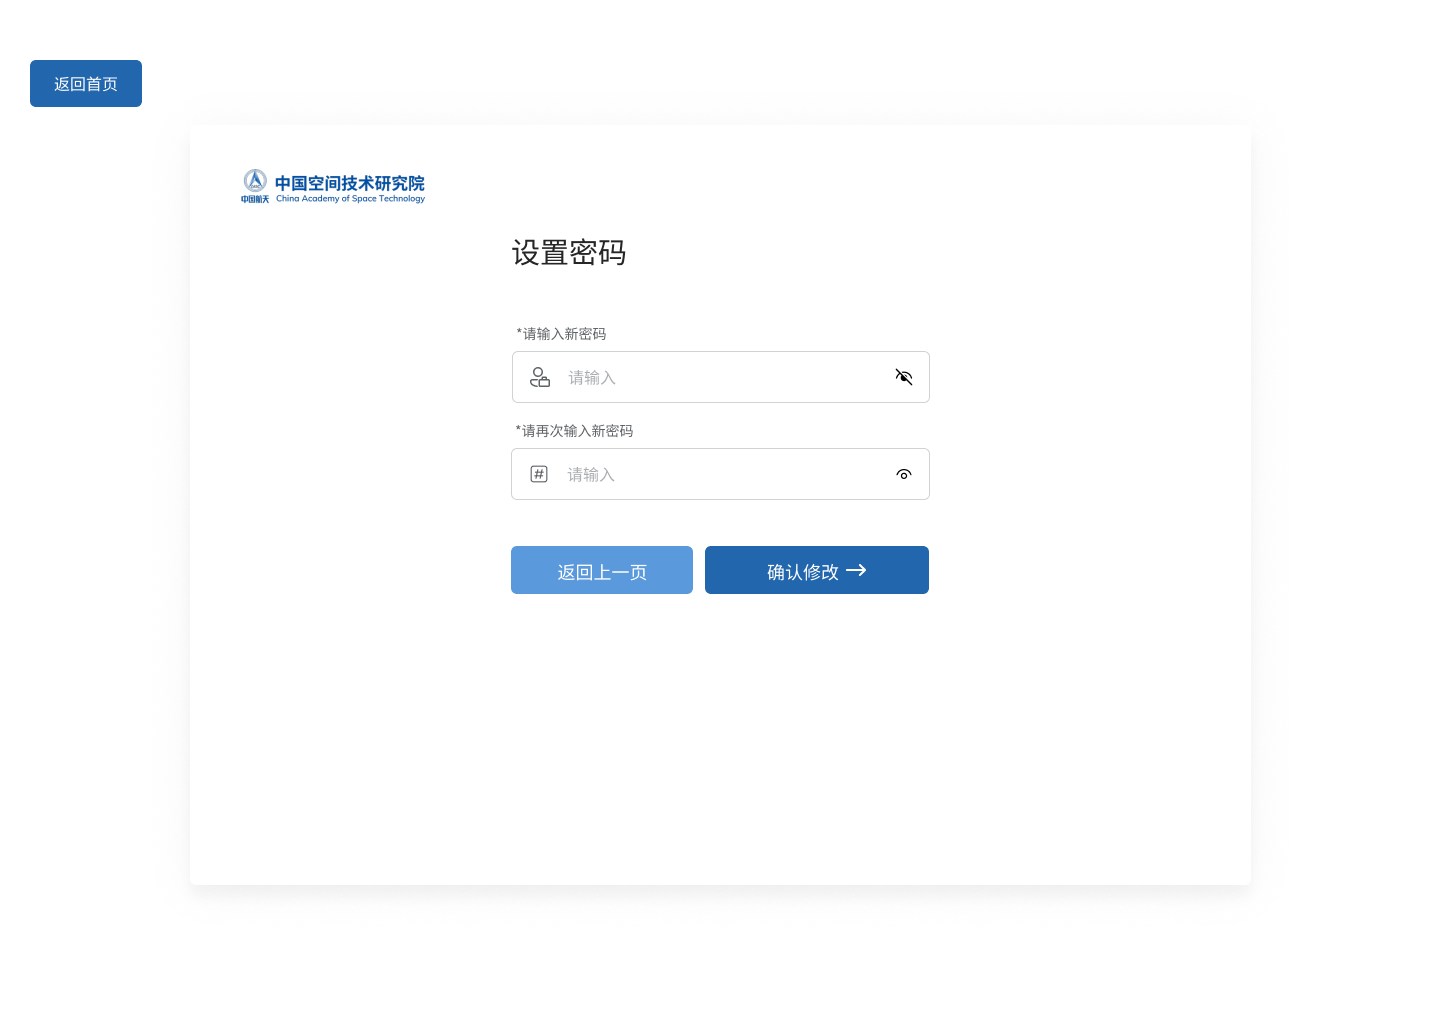 返回首页
中国航天
中国空间技术研究院
China Academy of Space Technology
设置密码
*请输入新密码
请输入
*请再次输入新密码
#
请输入
返回上一页
确认修改